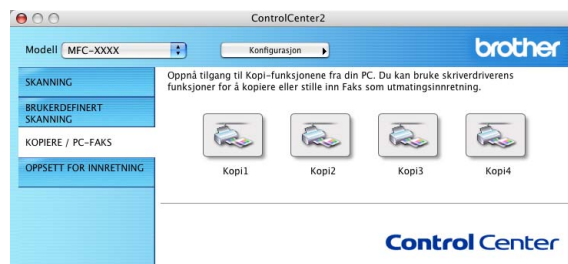 ControlCenter2
Modell MFC-XXXX Konfigurasjon brother
SKANNING
BRUKERDEFINERT
SKANNING
KOPIERE / PC-FAKS
OPPSETT FOR INNRETNING
Oppnå tilgang til Kopi-funksjonene fra din PC. Du kan bruke skriverdriverens
funksjoner for å kopiere eller stille inn Faks som utmatingsinnretning.
Kopi1 Kopi2 Kopi3 Kopi4
Control Center